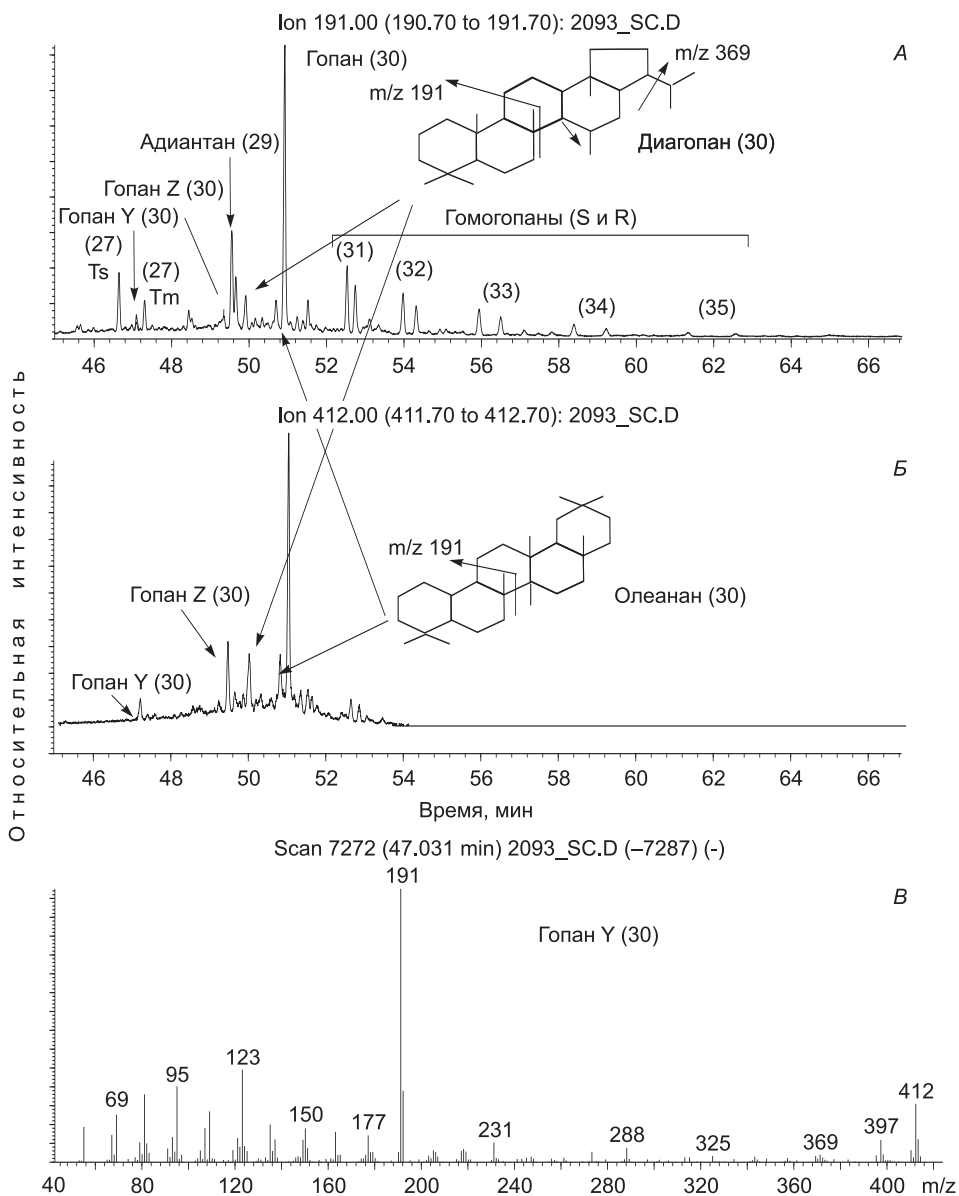 Ion 191.00 (190.70 to 191.70): 2093_SC.D
А
Гопан (30)
m/z 369
m/z 191
Адиантан (29)
Диагопан (30)
Гопан Z (30)
Гопан Y (30)
Гомогопаны (S и R)
(27)
Ts
(27)
Tm
(31)
(32)
(33)
(34)
(35)
46 48 50 52 54 56 58 60 62 64 66
Относительная интенсивность
Ion 412.00 (411.70 to 412.70): 2093_SC.D
Б
m/z 191
Гопан Z (30)
Олеанан (30)
Гопан Y (30)
46 48 50 52 54 56 58 60 62 64 66
Время, мин
Scan 7272 (47.031 min) 2093_SC.D (–7287) (-)
191
В
Гопан Y (30)
123
95
69
150
177
231
288
325
369
397
412
40 80 120 160 200 240 280 320 360 400 m/z